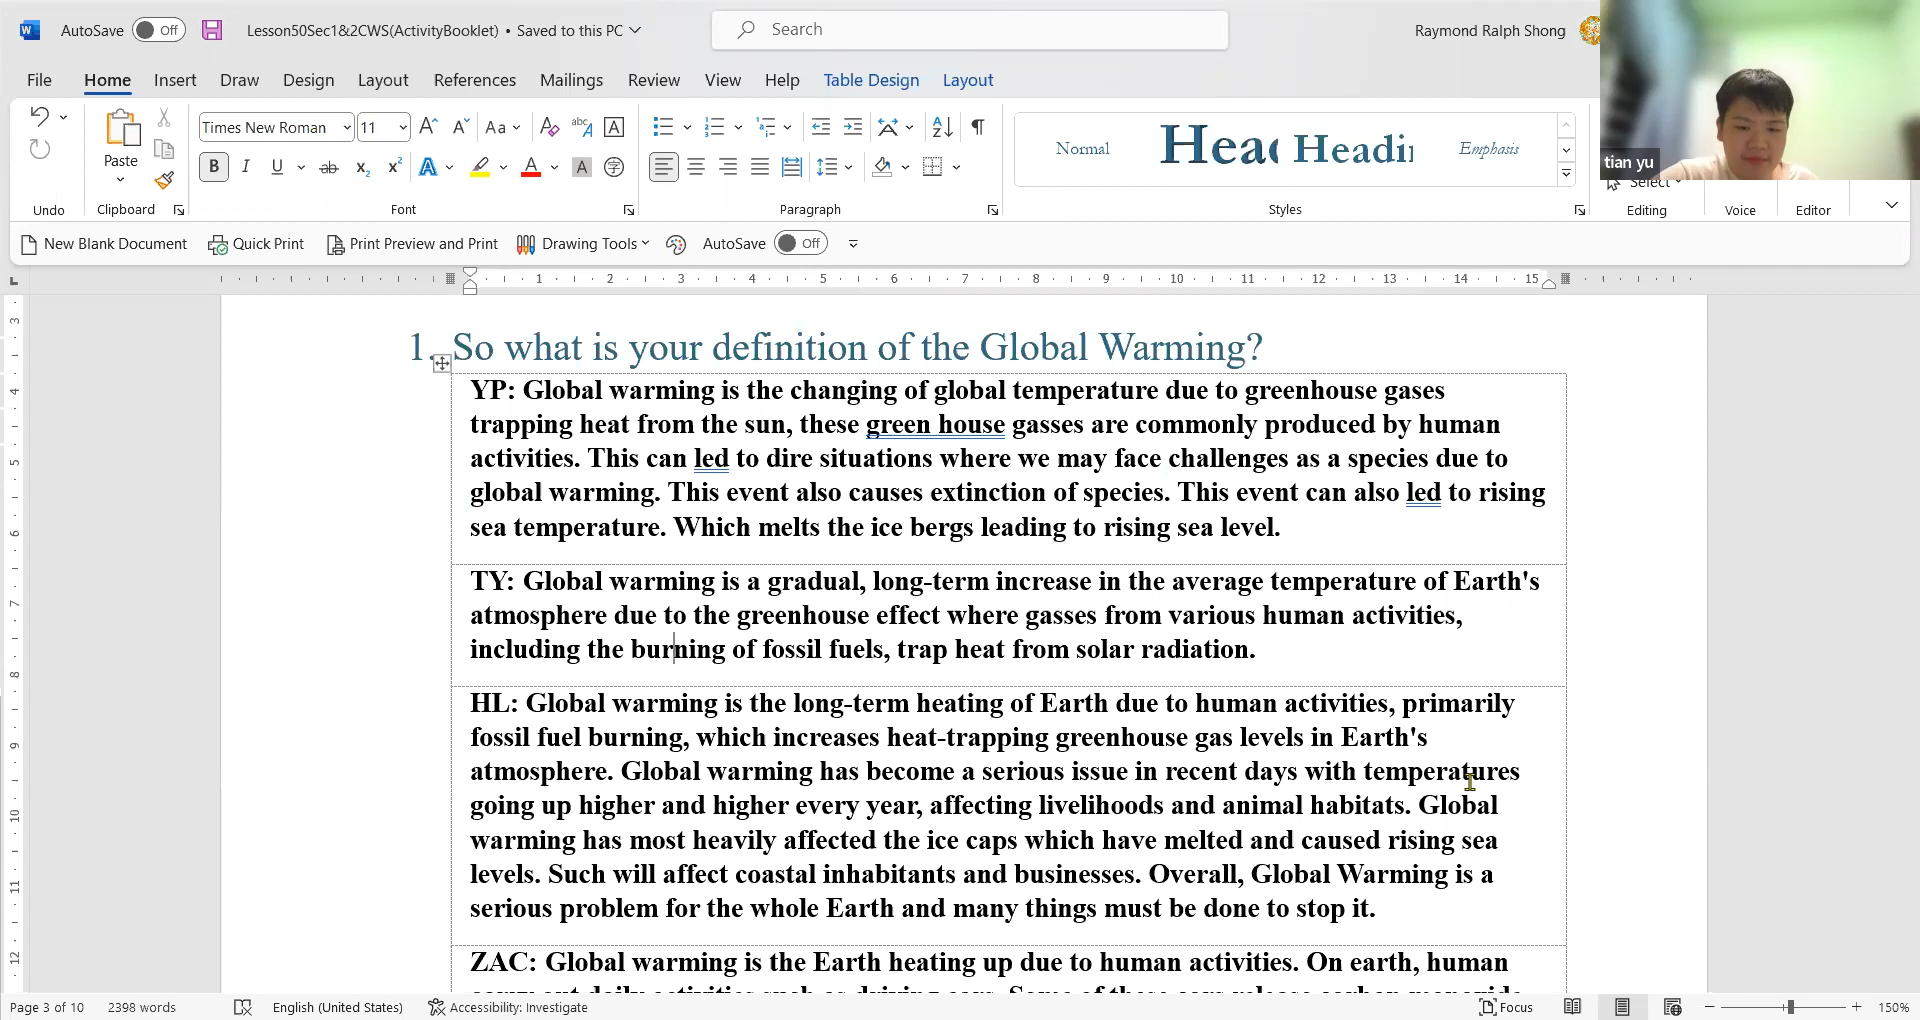 AutoSave Off Lesson50Sec1&2CWS(ActivityBooklet) • Saved to this PC Search Raymond Ralph Shong
tian yu
File Home Insert Draw Design Layout References Mailings Review View Help Table Design Layout
Paste
Times New Roman 11
Normal Headi Emphasis
Select
Undo Clipboard Font Paragraph Styles Editing Voice Editor
New Blank Document Quick Print Print Preview and Print Drawing Tools AutoSave Off
1 2 3 4 5 6 7 8 9 10 11 12 13 14 15
1. So what is your definition of the Global Warming?
YP: Global warming is the changing of global temperature due to greenhouse gases
trapping heat from the sun, these green house gasses are commonly produced by human
activities. This can led to dire situations where we may face challenges as a species due to
global warming. This event also causes extinction of species. This event can also led to rising
sea temperature. Which melts the ice bergs leading to rising sea level.
TY: Global warming is a gradual, long-term increase in the average temperature of Earth's
atmosphere due to the greenhouse effect where gasses from various human activities,
including the burning of fossil fuels, trap heat from solar radiation.
HL: Global warming is the long-term heating of Earth due to human activities, primarily
fossil fuel burning, which increases heat-trapping greenhouse gas levels in Earth's
atmosphere. Global warming has become a serious issue in recent days with temperatures
going up higher and higher every year, affecting livelihoods and animal habitats. Global
warming has most heavily affected the ice caps which have melted and caused rising sea
levels. Such will affect coastal inhabitants and businesses. Overall, Global Warming is a
serious problem for the whole Earth and many things must be done to stop it.
ZAC: Global warming is the Earth heating up due to human activities. On earth, human
Page 3 of 10 2398 words English (United States) Accessibility: Investigate Focus 150%